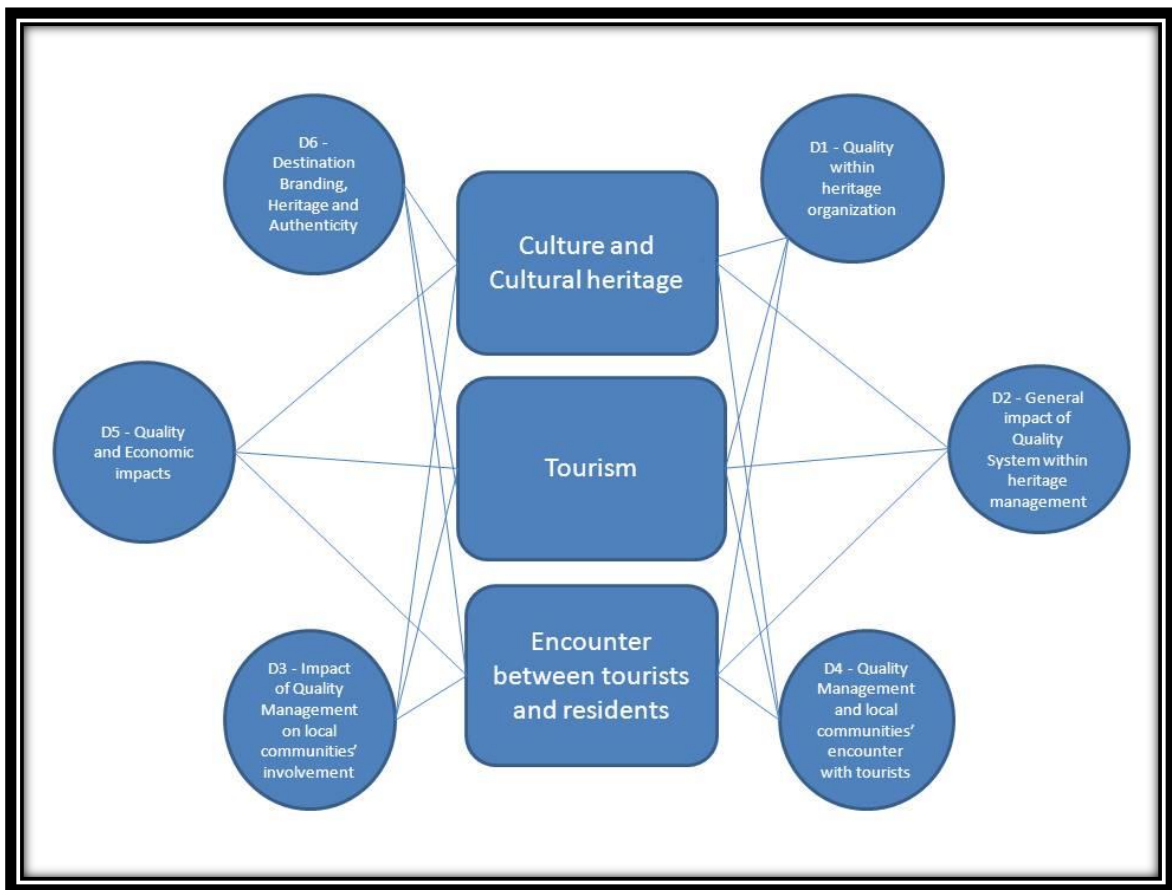 D6 -
Destination
Branding,
Heritage and
Authenticity
D1 - Quality
within
heritage
organization
Culture and
Cultural heritage
D5 - Quality
and Economic
impacts
Tourism
D2 - General
impact of
Quality
System within
heritage
management
D3 - Impact
of Quality
Management
on local
communities’
involvement
Encounter
between tourists
and residents
D4 - Quality
Management
and local
communities’
encounter
with tourists